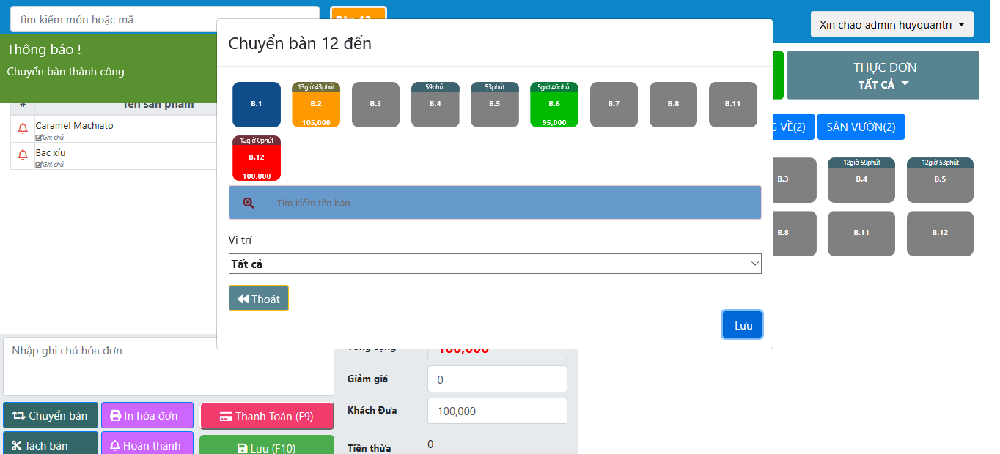 tìm kiếm món hoặc mã
Bàn 12
Xin chào admin huyquantri
Thông báo !
Chuyển bàn thành công
Chuyển bàn 12 đến
THỰC ĐƠN
TẤT CẢ
# Tên sản phẩm
Caramel Machiato
Ghi chú
Bạc xỉu
Ghi chú
B.1
13giờ 43phút
B.2
105,000
B.3
59phút
B.4
53phút
B.5
5giờ 46phút
B.6
95,000
B.7
B.8
B.11
12giờ 0phút
B.12
100,000
Tìm kiếm tên bàn
Vị trí
Tất cả
Thoát
Lưu
VỀ(2)
SÂN VƯỜN(2)
B.3
12giờ 59phút
B.4
12giờ 53phút
B.5
B.8
B.11
B.12
Nhập ghi chú hóa đơn
Tổng cộng
100,000
Giảm giá
0
Khách Đưa
100,000
Tiền thừa
0
Chuyển bàn
In hóa đơn
Thanh Toán (F9)
Tách bàn
Hoàn thành
Lưu (F10)